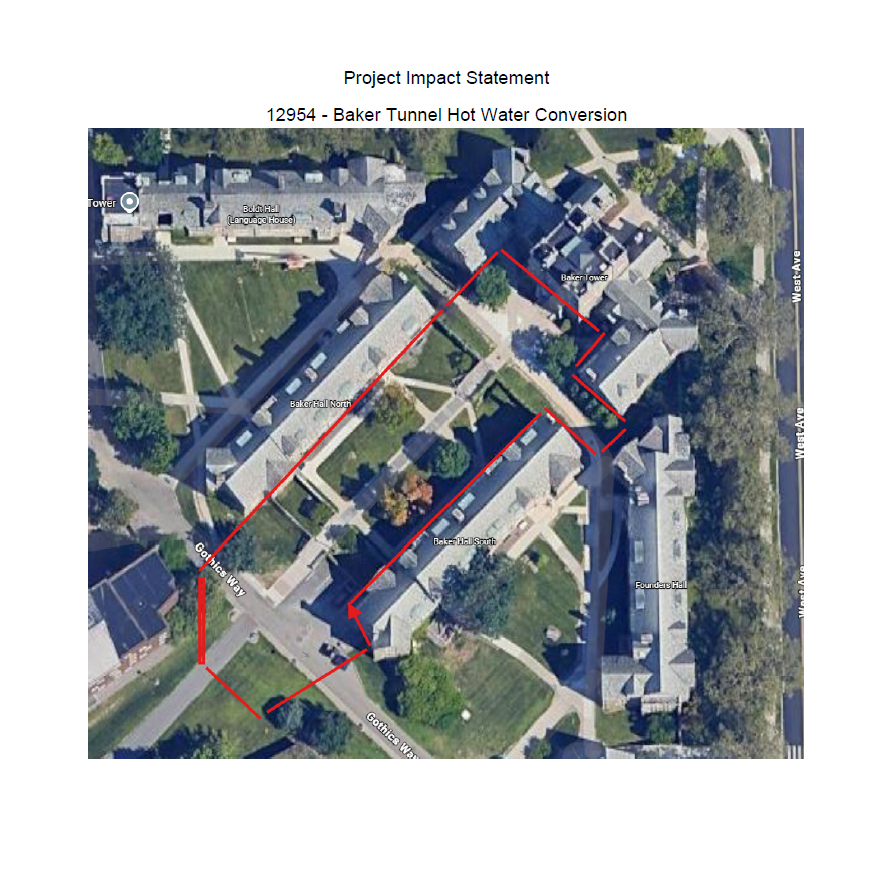 Project Impact Statement
12954 - Baker Tunnel Hot Water Conversion
Tower
Boldt Hall
(Language House)
Baker Tower
West Ave
Baker Hall North
West Ave
Baker Hall South
Gothics Way
West Ave
Founders Hall
Gothics Way